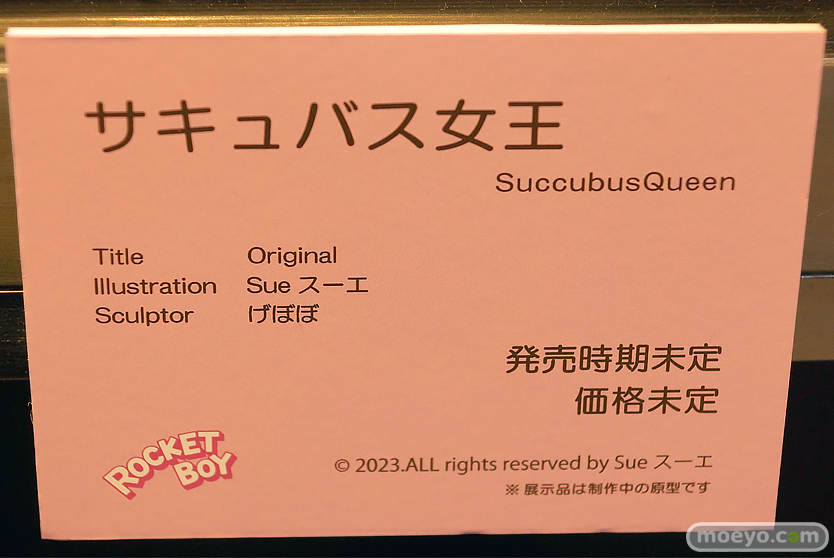 サキュバス女王
SuccubusQueen
Title Original
Illustration Sue スーエ
Sculptor げぼぼ
発売時期未定
価格未定
ROCKET
BOY
© 2023.ALL rights reserved by Sue スーエ
※ 展示品は制作中の原型です
moeyo.com